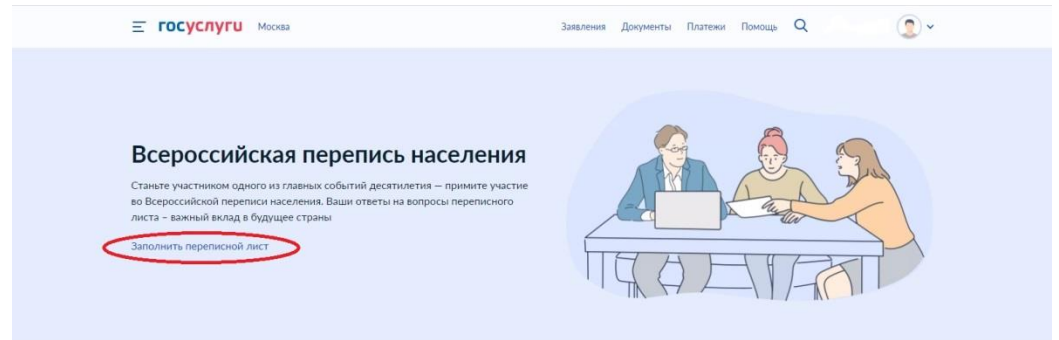 госуслуги Москва Заявления Документы Платежи Помощь
Всероссийская перепись населения
Станьте участником одного из главных событий десятилетия — примите участие
во Всероссийской переписи населения. Ваши ответы на вопросы переписного
листа – важный вклад в будущее страны
Заполнить переписной лист